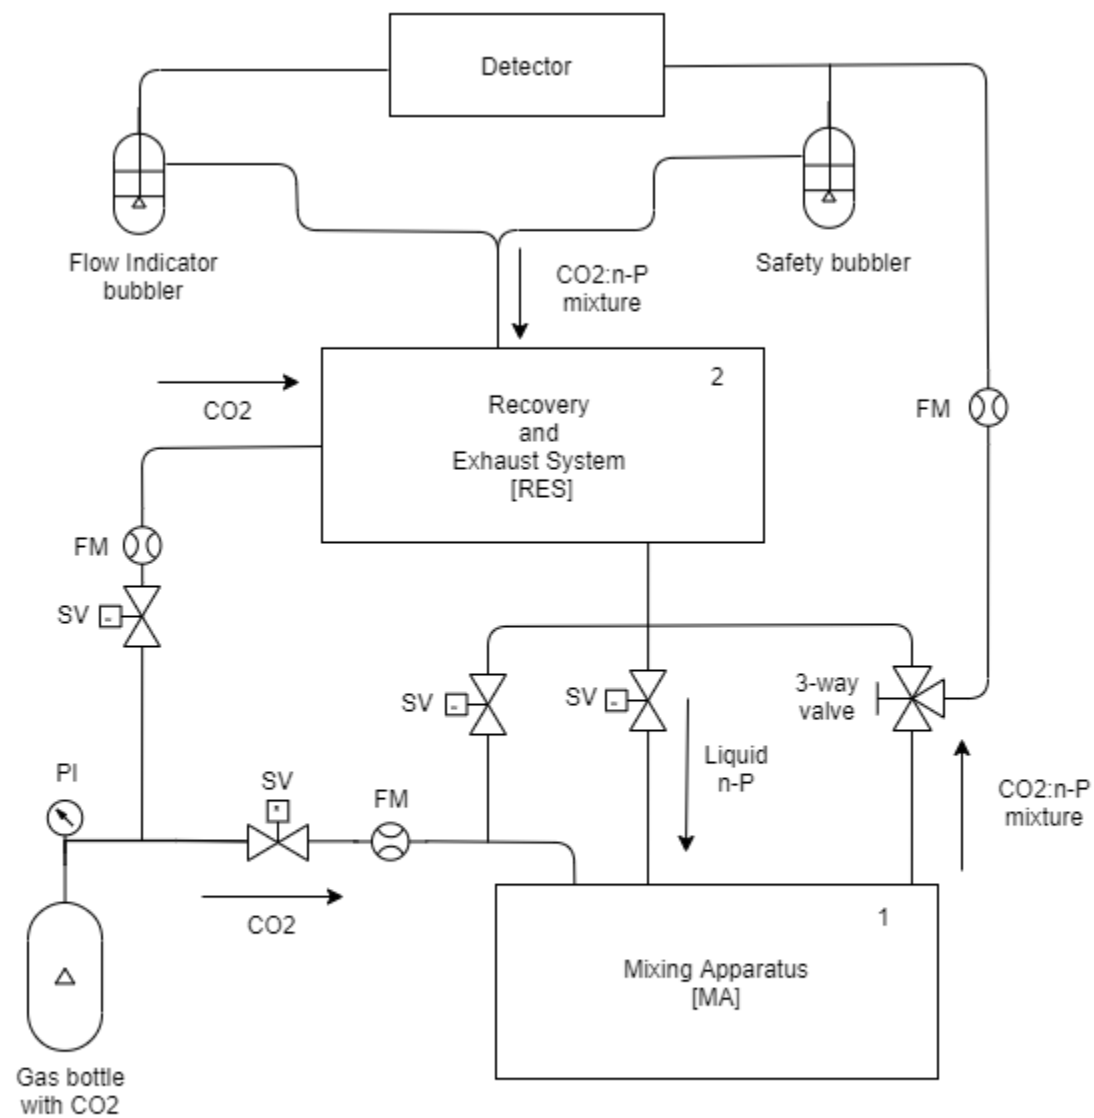 Detector
Flow Indicator
bubbler
Safety bubbler
CO2:n-P
mixture
CO2
2
Recovery
and
Exhaust System
[RES]
FM
FM
SV
SV
SV
3-way
valve
Liquid
n-P
CO2:n-P
mixture
PI
SV
FM
CO2
1
Mixing Apparatus
[MA]
Gas bottle
with CO2